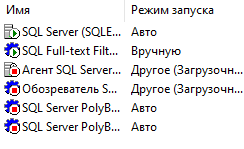 Имя Режим запуска
SQL Server (SQLE... Авто
SQL Full-text Filt... Вручную
Агент SQL Server... Другое (Загрузочн...
Обозреватель S... Другое (Загрузочн...
SQL Server PolyB... Авто
SQL Server PolyB... Авто